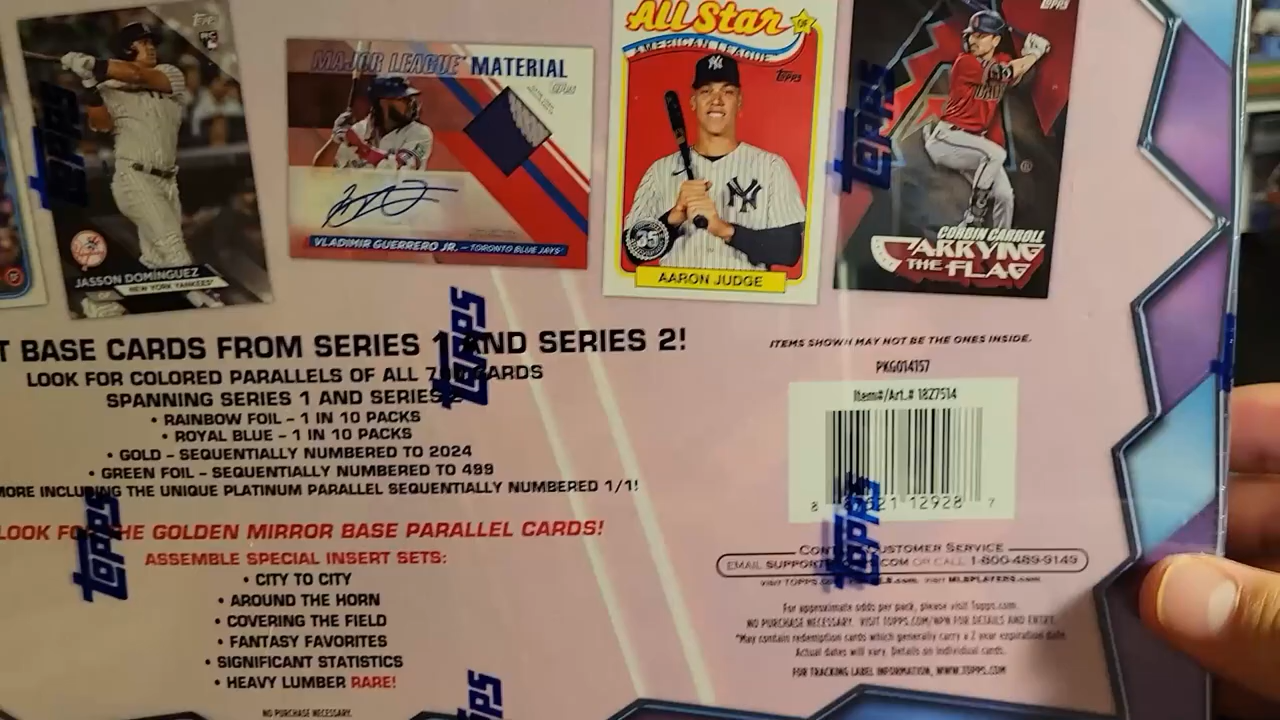 Topps
RC
JASSON DOMÍNGUEZ
NEW YORK YANKEES
MAJOR LEAGUE MATERIAL
VLADIMIR GUERRERO JR. – TORONTO BLUE JAYS
All Star
OF
AMERICAN LEAGUE
TOPPS
35
AARON JUDGE
TOPPS
CORBIN CARROLL
CARRYING
THE FLAG
T BASE CARDS FROM SERIES 1 AND SERIES 2!
LOOK FOR COLORED PARALLELS OF ALL CARDS
SPANNING SERIES 1 AND SERIES
• RAINBOW FOIL – 1 IN 10 PACKS
• ROYAL BLUE – 1 IN 10 PACKS
• GOLD – SEQUENTIALLY NUMBERED TO 2024
• GREEN FOIL – SEQUENTIALLY NUMBERED TO 499
MORE INCLUDING THE UNIQUE PLATINUM PARALLEL SEQUENTIALLY NUMBERED 1/1!
LOOK FOR THE GOLDEN MIRROR BASE PARALLEL CARDS!
ASSEMBLE SPECIAL INSERT SETS:
• CITY TO CITY
• AROUND THE HORN
• COVERING THE FIELD
• FANTASY FAVORITES
• SIGNIFICANT STATISTICS
• HEAVY LUMBER RARE!
NO PURCHASE NECESSARY.
ITEMS SHOWN MAY NOT BE THE ONES INSIDE.
PKG014157
Item#/Art.# 1827514
8 21 12928 7
CUSTOMER SERVICE
EMAIL .COM OR CALL 1-800-489-9149
VISIT MLBPLAYERS.COM
For approximate odds per pack, please visit Topps.com.
NO PURCHASE NECESSARY. VISIT TOPPS.COM/NPN FOR DETAILS AND ENTRY.
*May contain redemption cards which generally carry a 2 year expiration date.
Actual dates will vary. Details on individual cards.
FOR TRACKING LABEL INFORMATION, WWW.TOPPS.COM
TOPPS
TOPPS
TOPPS
TOPPS
TOPPS
TOPPS